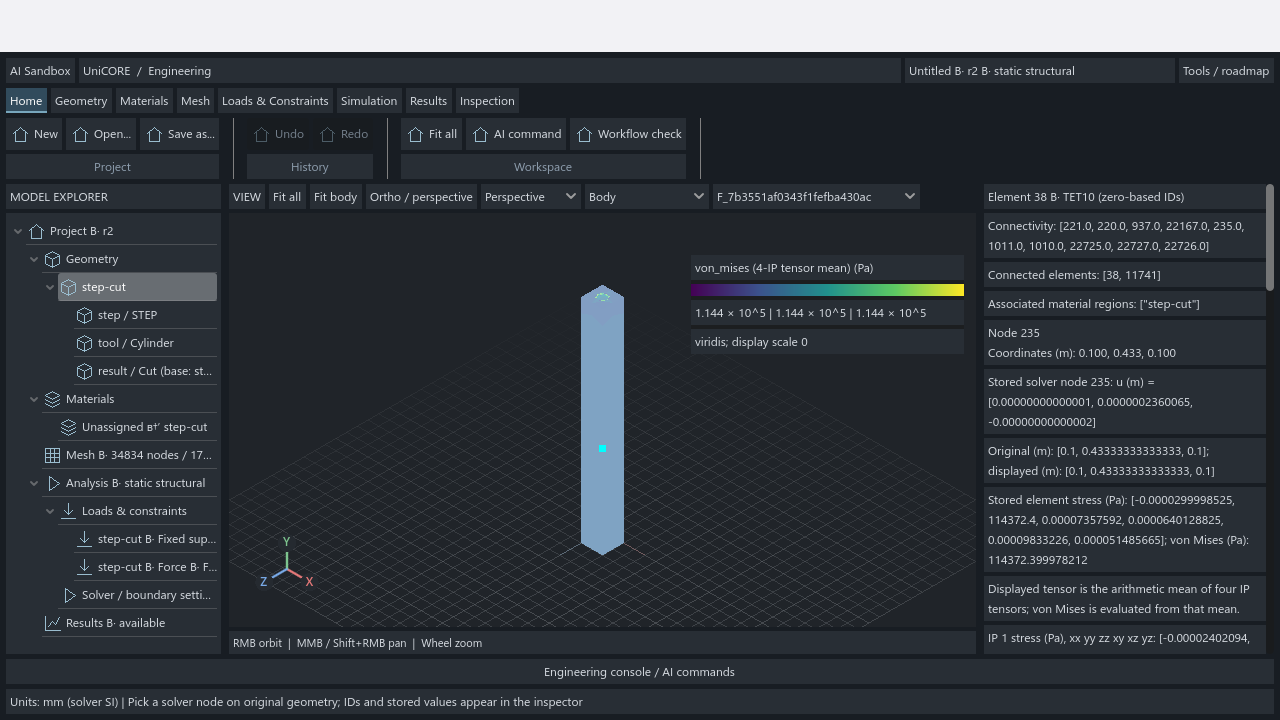 AI Sandbox
UniCORE / Engineering
Untitled В· r2 В· static structural
Tools / roadmap
Home
Geometry
Materials
Mesh
Loads & Constraints
Simulation
Results
Inspection
New
Open...
Save as...
Undo
Redo
Fit all
AI command
Workflow check
Project
History
Workspace
MODEL EXPLORER
VIEW
Fit all
Fit body
Ortho / perspective
Perspective
Body
F_7b3551af0343f1fefba430ac
Project В· r2
Geometry
step-cut
step / STEP
tool / Cylinder
result / Cut (base: st...
Materials
Mesh В· 34834 nodes / 17...
Analysis В· static structural
Loads & constraints
step-cut В· Fixed sup...
step-cut В· Force В· F...
Solver / boundary setti...
Results В· available
von_mises (4-IP tensor mean) (Pa)
1.144 × 10^5 | 1.144 × 10^5 | 1.144 × 10^5
viridis; display scale 0
Y
Z
X
RMB orbit | MMB / Shift+RMB pan | Wheel zoom
Element 38 В· TET10 (zero-based IDs)
Connectivity: [221.0, 220.0, 937.0, 22167.0, 235.0,
1011.0, 1010.0, 22725.0, 22727.0, 22726.0]
Connected elements: [38, 11741]
Associated material regions: ["step-cut"]
Node 235
Coordinates (m): 0.100, 0.433, 0.100
Stored solver node 235: u (m) =
[0.00000000000001, 0.0000002360065,
-0.00000000000002]
Original (m): [0.1, 0.43333333333333, 0.1];
displayed (m): [0.1, 0.43333333333333, 0.1]
Stored element stress (Pa): [-0.0000299998525,
114372.4, 0.00007357592, 0.0000640128825,
0.00009833226, 0.000051485665]; von Mises (Pa):
114372.399978212
Displayed tensor is the arithmetic mean of four IP
tensors; von Mises is evaluated from that mean.
IP 1 stress (Pa), xx yy zz xy xz yz: [-0.00002402094,
Engineering console / AI commands
Units: mm (solver SI) | Pick a solver node on original geometry; IDs and stored values appear in the inspector